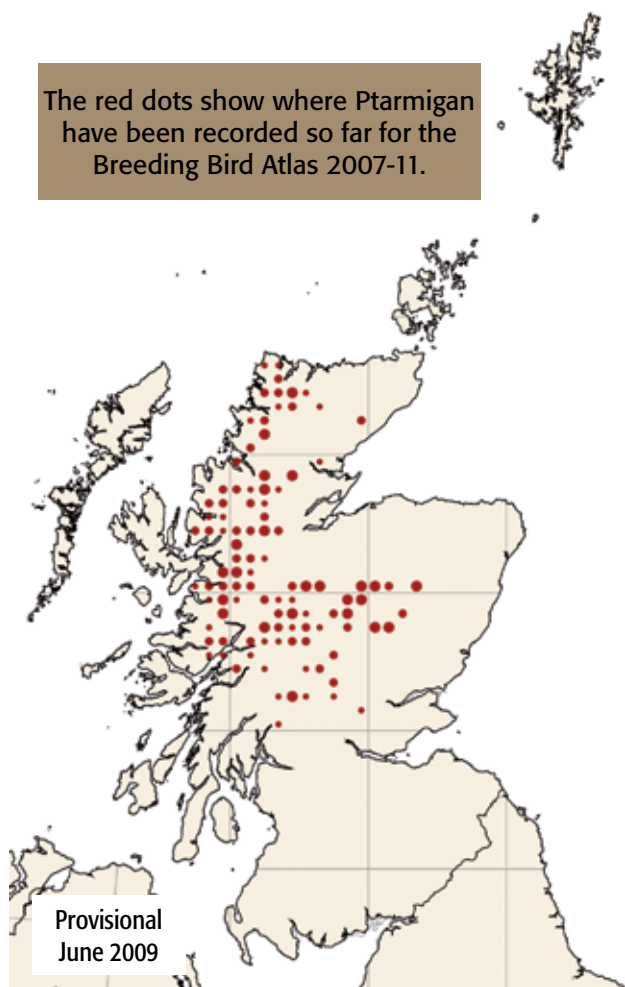 The red dots show where Ptarmigan
have been recorded so far for the
Breeding Bird Atlas 2007-11.
Provisional
June 2009